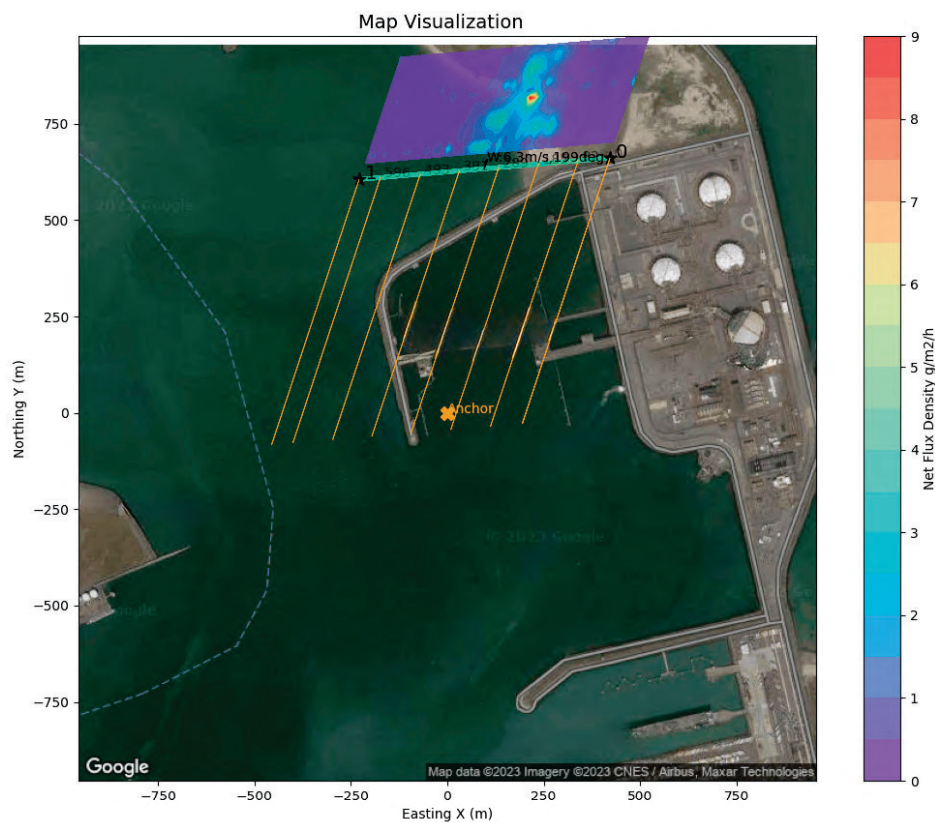 Map Visualization
9
8
7
6
5
4
3
2
1
0
Net Flux Density g/m2/h
750
500
250
0
−250
−500
−750
Northing Y (m)
1
0
W:6.3m/s,199deg
Anchor
© 2023 Google
Google
Map data ©2023 Imagery ©2023 CNES / Airbus, Maxar Technologies
−750
−500
−250
0
250
500
750
Easting X (m)